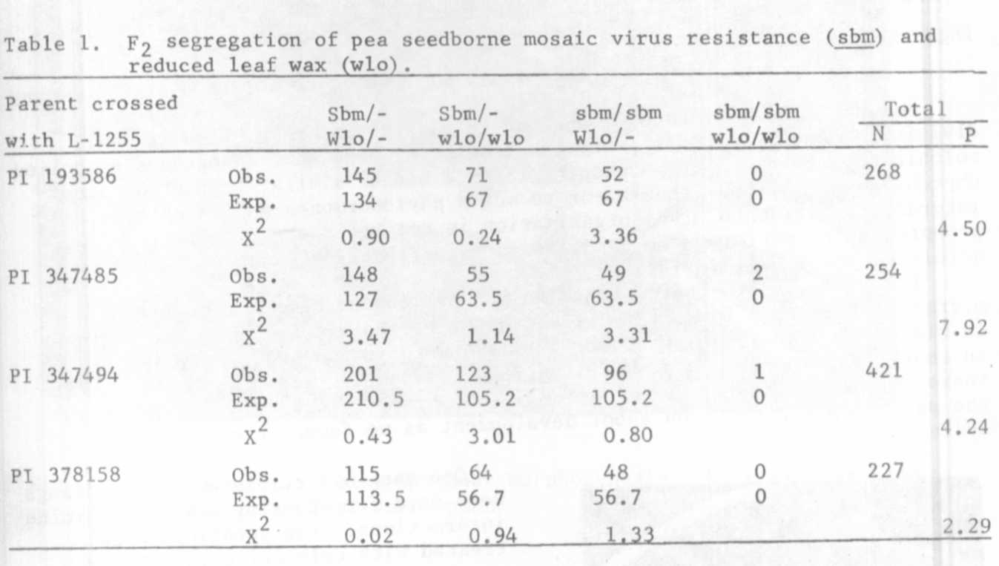 Table 1. F2 segregation of pea seedborne mosaic virus resistance (sbm) and
reduced leaf wax (wlo).
Parent crossed Sbm/- Sbm/- sbm/sbm sbm/sbm Total
with L-1255 Wlo/- wlo/wlo Wlo/- wlo/wlo N P
PI 193586 Obs. 145 71 52 0 268
Exp. 134 67 67 0
X2 0.90 0.24 3.36 4.50
PI 347485 Obs. 148 55 49 2 254
Exp. 127 63.5 63.5 0
X2 3.47 1.14 3.31 7.92
PI 347494 Obs. 201 123 96 1 421
Exp. 210.5 105.2 105.2 0
X2 0.43 3.01 0.80 4.24
PI 378158 Obs. 115 64 48 0 227
Exp. 113.5 56.7 56.7 0
X2 0.02 0.94 1.33 2.29